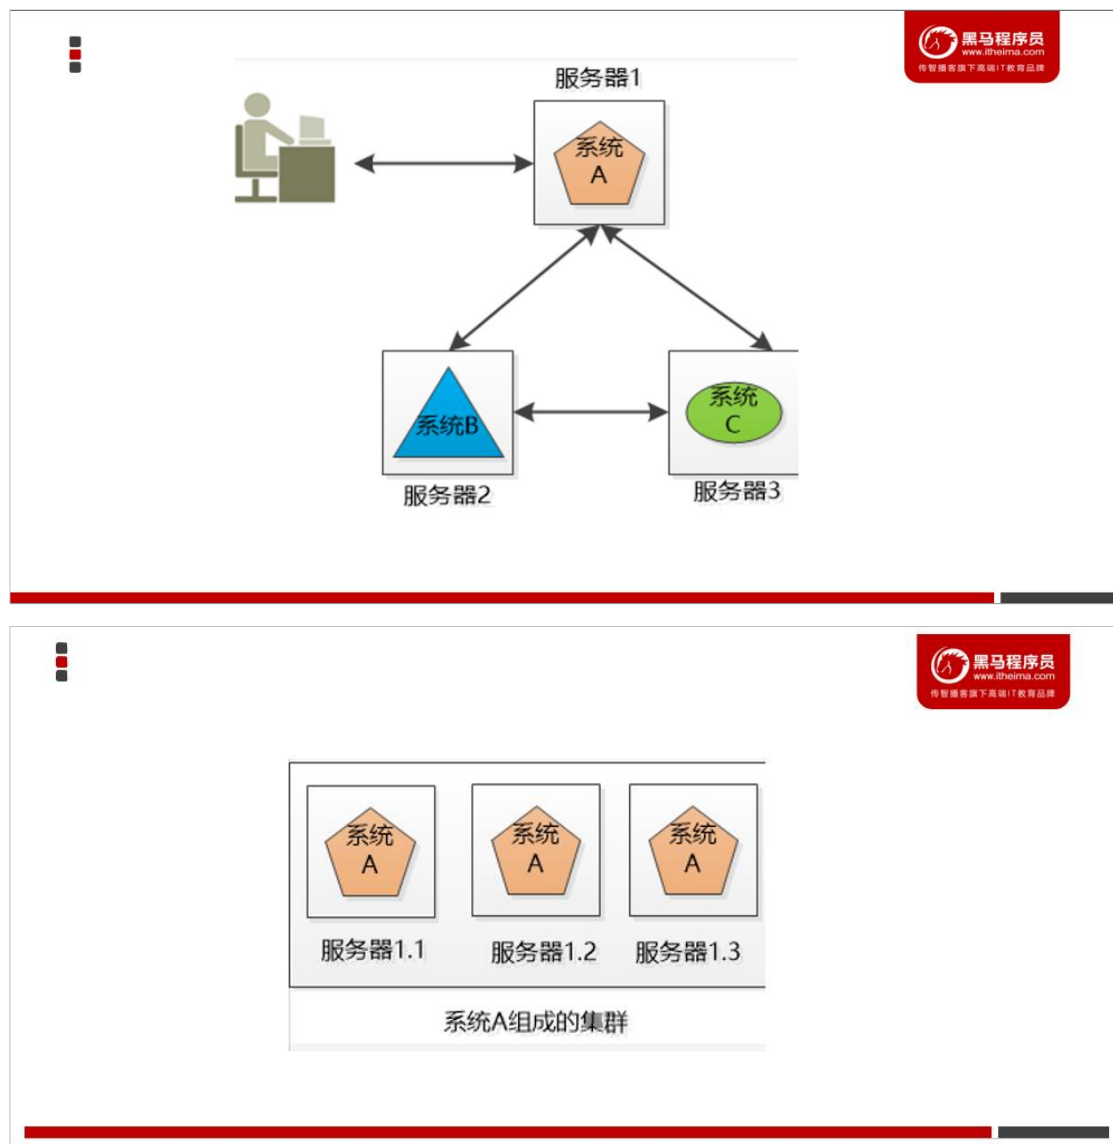 黑马程序员
www.itheima.com
传智播客旗下高端IT教育品牌
服务器1
系统
A
系统B
系统
C
服务器2
服务器3
黑马程序员
www.itheima.com
传智播客旗下高端IT教育品牌
系统
A
系统
A
系统
A
服务器1.1
服务器1.2
服务器1.3
系统A组成的集群